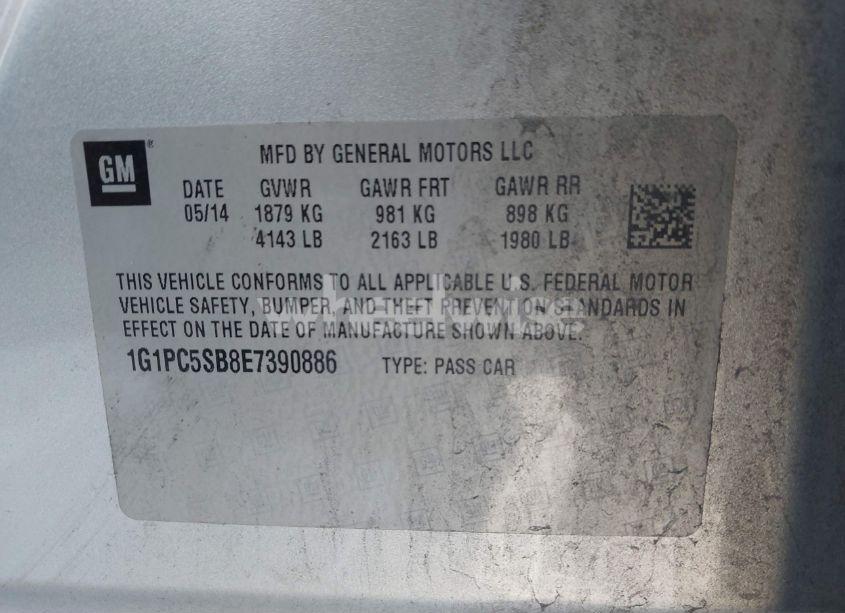 GM
MFD BY GENERAL MOTORS LLC
DATE GVWR GAWR FRT GAWR RR
05/14 1879 KG 981 KG 898 KG
4143 LB 2163 LB 1980 LB
THIS VEHICLE CONFORMS TO ALL APPLICABLE U.S. FEDERAL MOTOR
VEHICLE SAFETY, BUMPER, AND THEFT PREVENTION STANDARDS IN
EFFECT ON THE DATE OF MANUFACTURE SHOWN ABOVE.
1G1PC5SB8E7390886 TYPE: PASS CAR